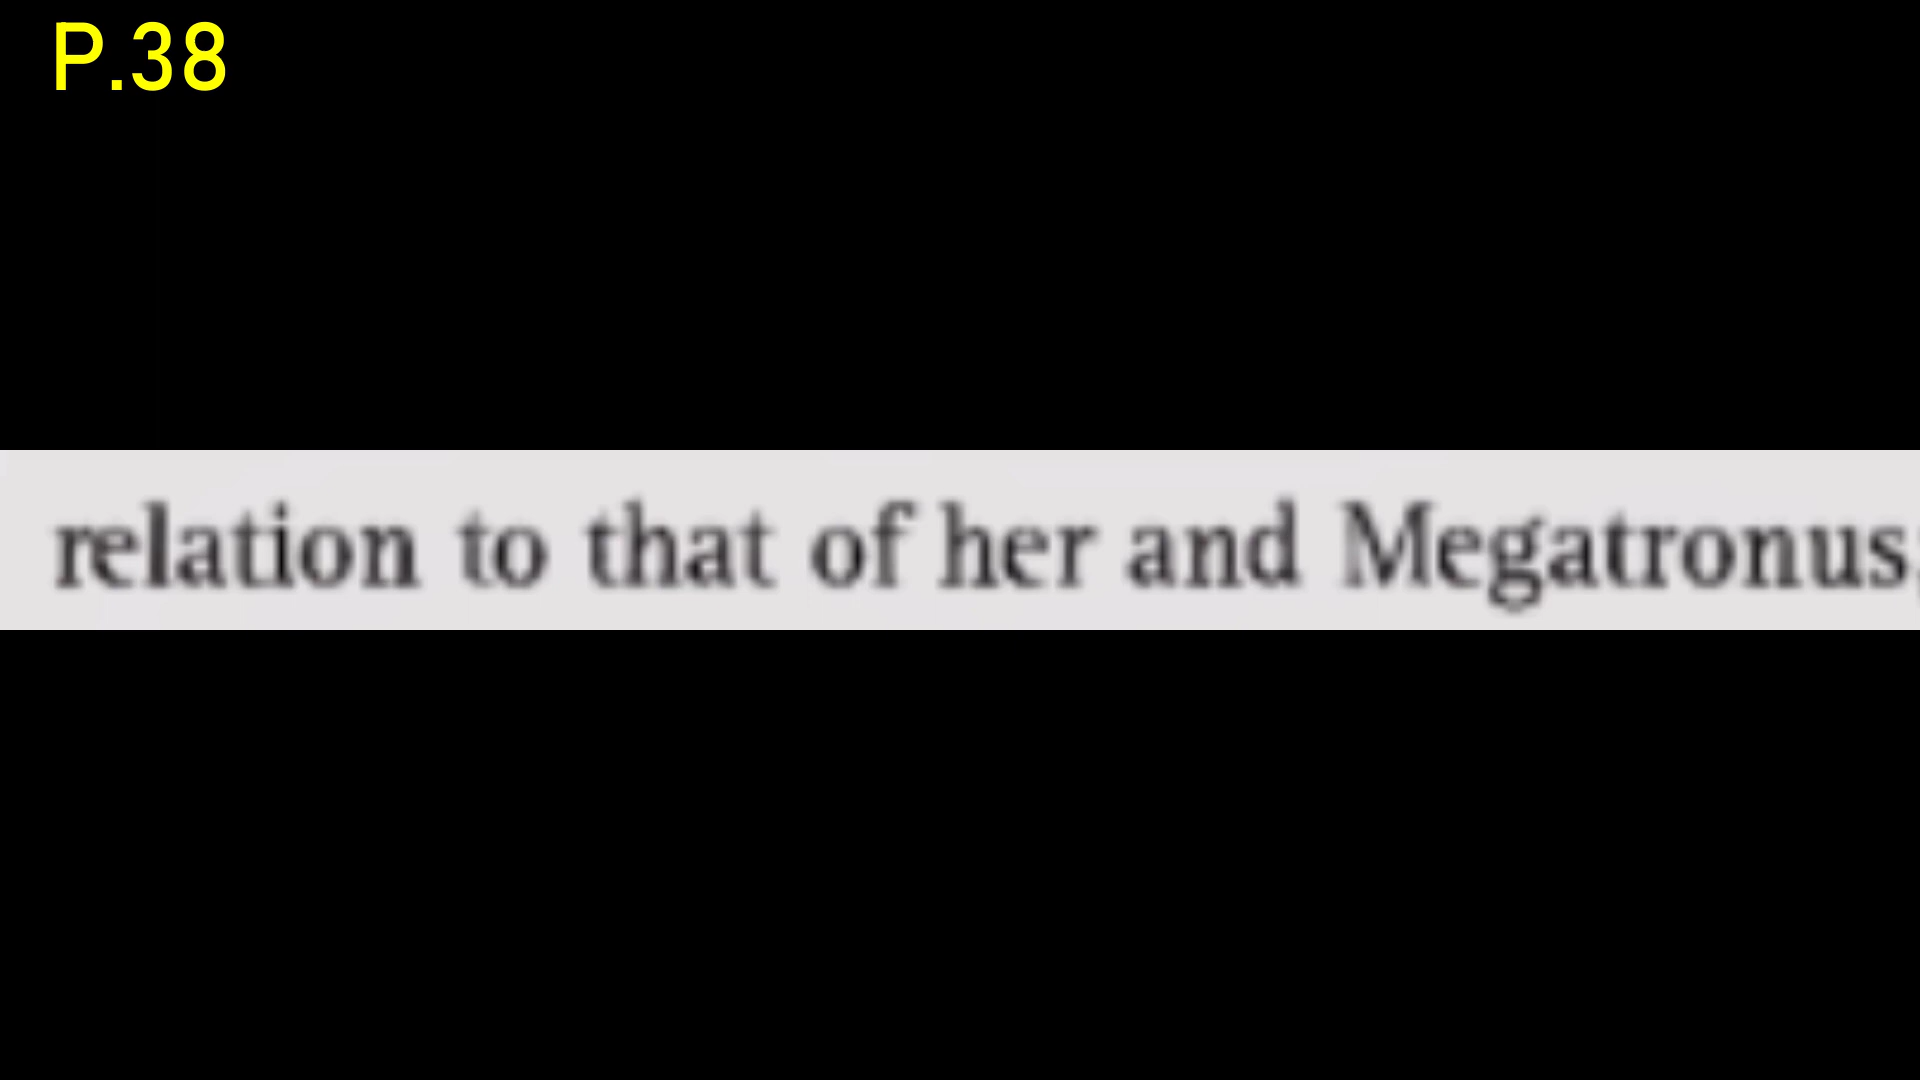 P.38
relation to that of her and Megatronus